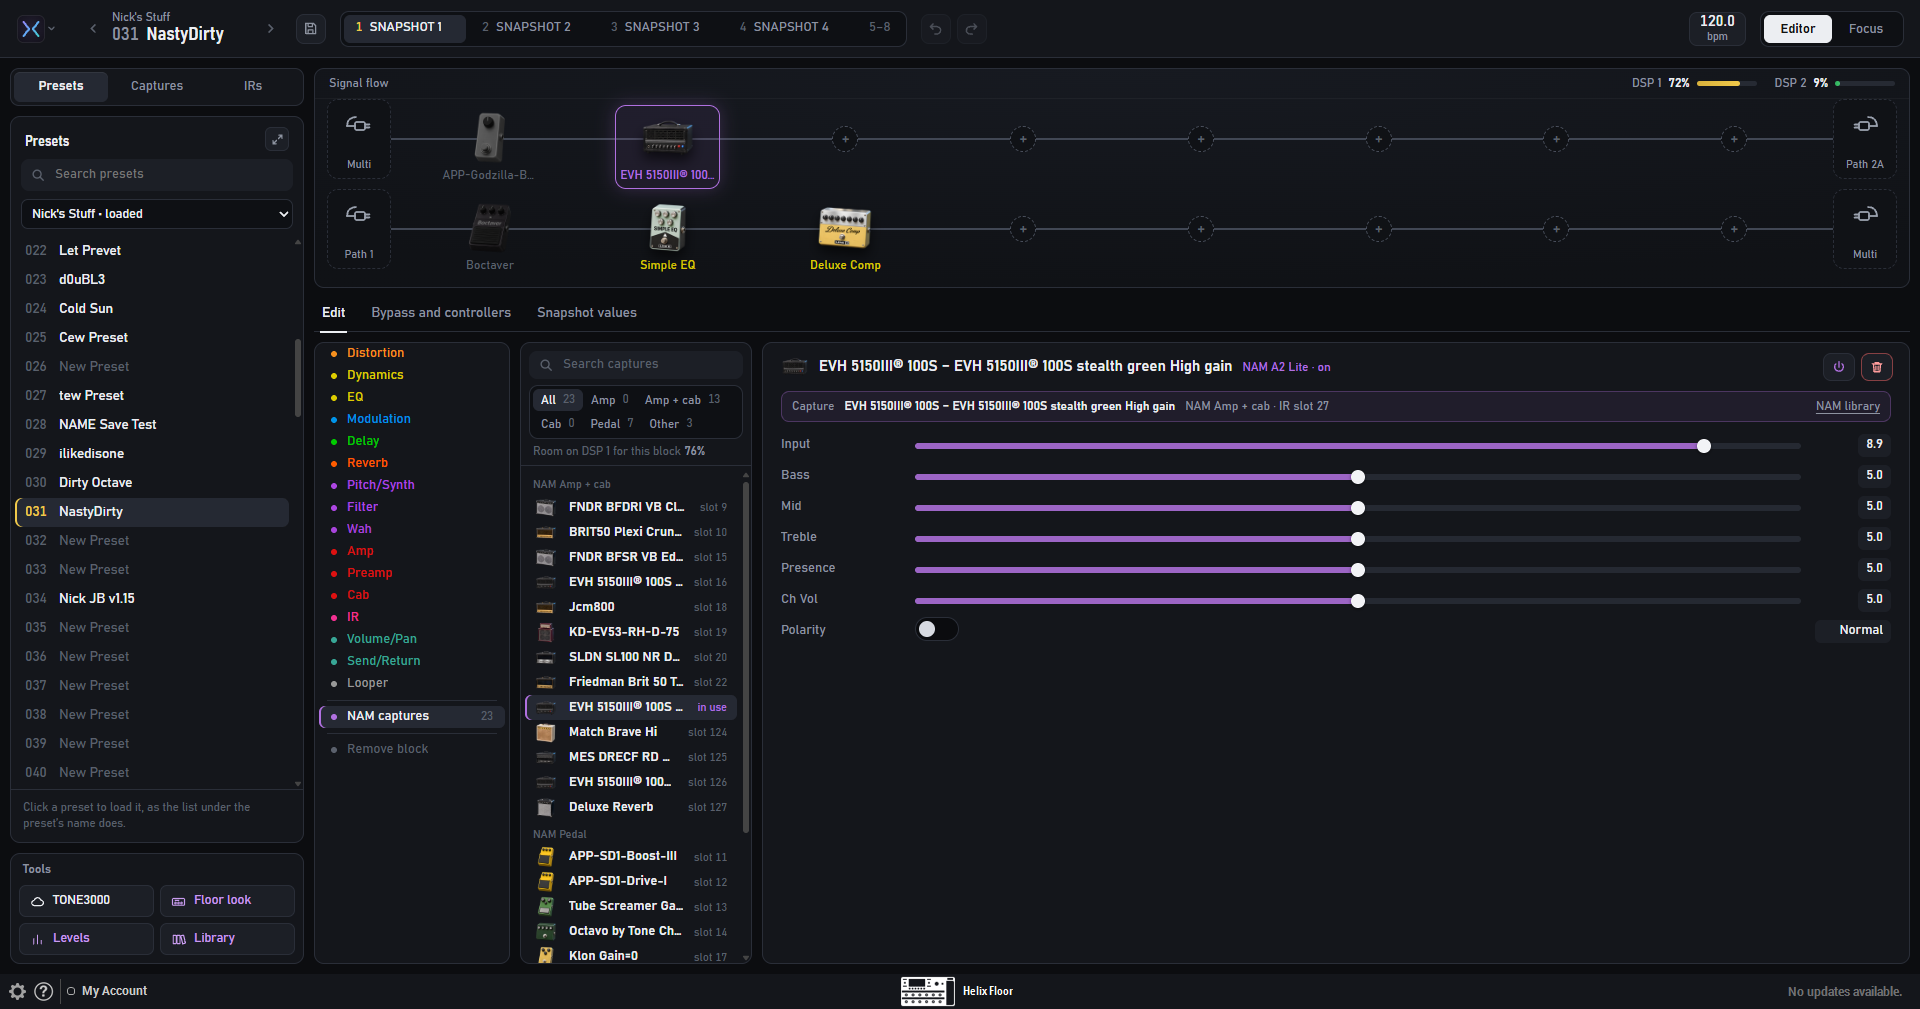 Nick's Stuff
031 NastyDirty
1 SNAPSHOT 1
2 SNAPSHOT 2
3 SNAPSHOT 3
4 SNAPSHOT 4
5-8
120.0
bpm
Editor
Focus
Presets
Captures
IRs
Presets
Search presets
Nick's Stuff • loaded
022 Let Prevet
023 d0uBL3
024 Cold Sun
025 Cew Preset
026 New Preset
027 tew Preset
028 NAME Save Test
029 ilikedisone
030 Dirty Octave
031 NastyDirty
032 New Preset
033 New Preset
034 Nick JB v1.15
035 New Preset
036 New Preset
037 New Preset
038 New Preset
039 New Preset
040 New Preset
Click a preset to load it, as the list under the
preset's name does.
Tools
TONE3000
Floor look
Levels
Library
Signal flow
DSP 1 72%
DSP 2 9%
Multi
APP-Godzilla-B...
EVH 5150III® 100...
Path 2A
Path 1
Boctaver
Simple EQ
Deluxe Comp
Multi
Edit
Bypass and controllers
Snapshot values
Distortion
Dynamics
EQ
Modulation
Delay
Reverb
Pitch/Synth
Filter
Wah
Amp
Preamp
Cab
IR
Volume/Pan
Send/Return
Looper
NAM captures 23
Remove block
Search captures
All 23 Amp 0 Amp + cab 13
Cab 0 Pedal 7 Other 3
Room on DSP 1 for this block 76%
NAM Amp + cab
FNDR BFDRI VB Cl... slot 9
BRIT50 Plexi Crun... slot 10
FNDR BFSR VB Ed... slot 15
EVH 5150III® 100S ... slot 16
Jcm800 slot 18
KD-EV53-RH-D-75 slot 19
SLDN SL100 NR D... slot 20
Friedman Brit 50 T... slot 22
EVH 5150III® 100S ... in use
Match Brave Hi slot 124
MES DRECF RD ... slot 125
EVH 5150III® 100... slot 126
Deluxe Reverb slot 127
NAM Pedal
APP-SD1-Boost-III slot 11
APP-SD1-Drive-I slot 12
Tube Screamer Ga... slot 13
Octavo by Tone Ch... slot 14
Klon Gain=0 slot 17
EVH 5150III® 100S – EVH 5150III® 100S stealth green High gain NAM A2 Lite · on
Capture EVH 5150III® 100S – EVH 5150III® 100S stealth green High gain NAM Amp + cab · IR slot 27 NAM library
Input 8.9
Bass 5.0
Mid 5.0
Treble 5.0
Presence 5.0
Ch Vol 5.0
Polarity Normal
My Account
Helix Floor
No updates available.